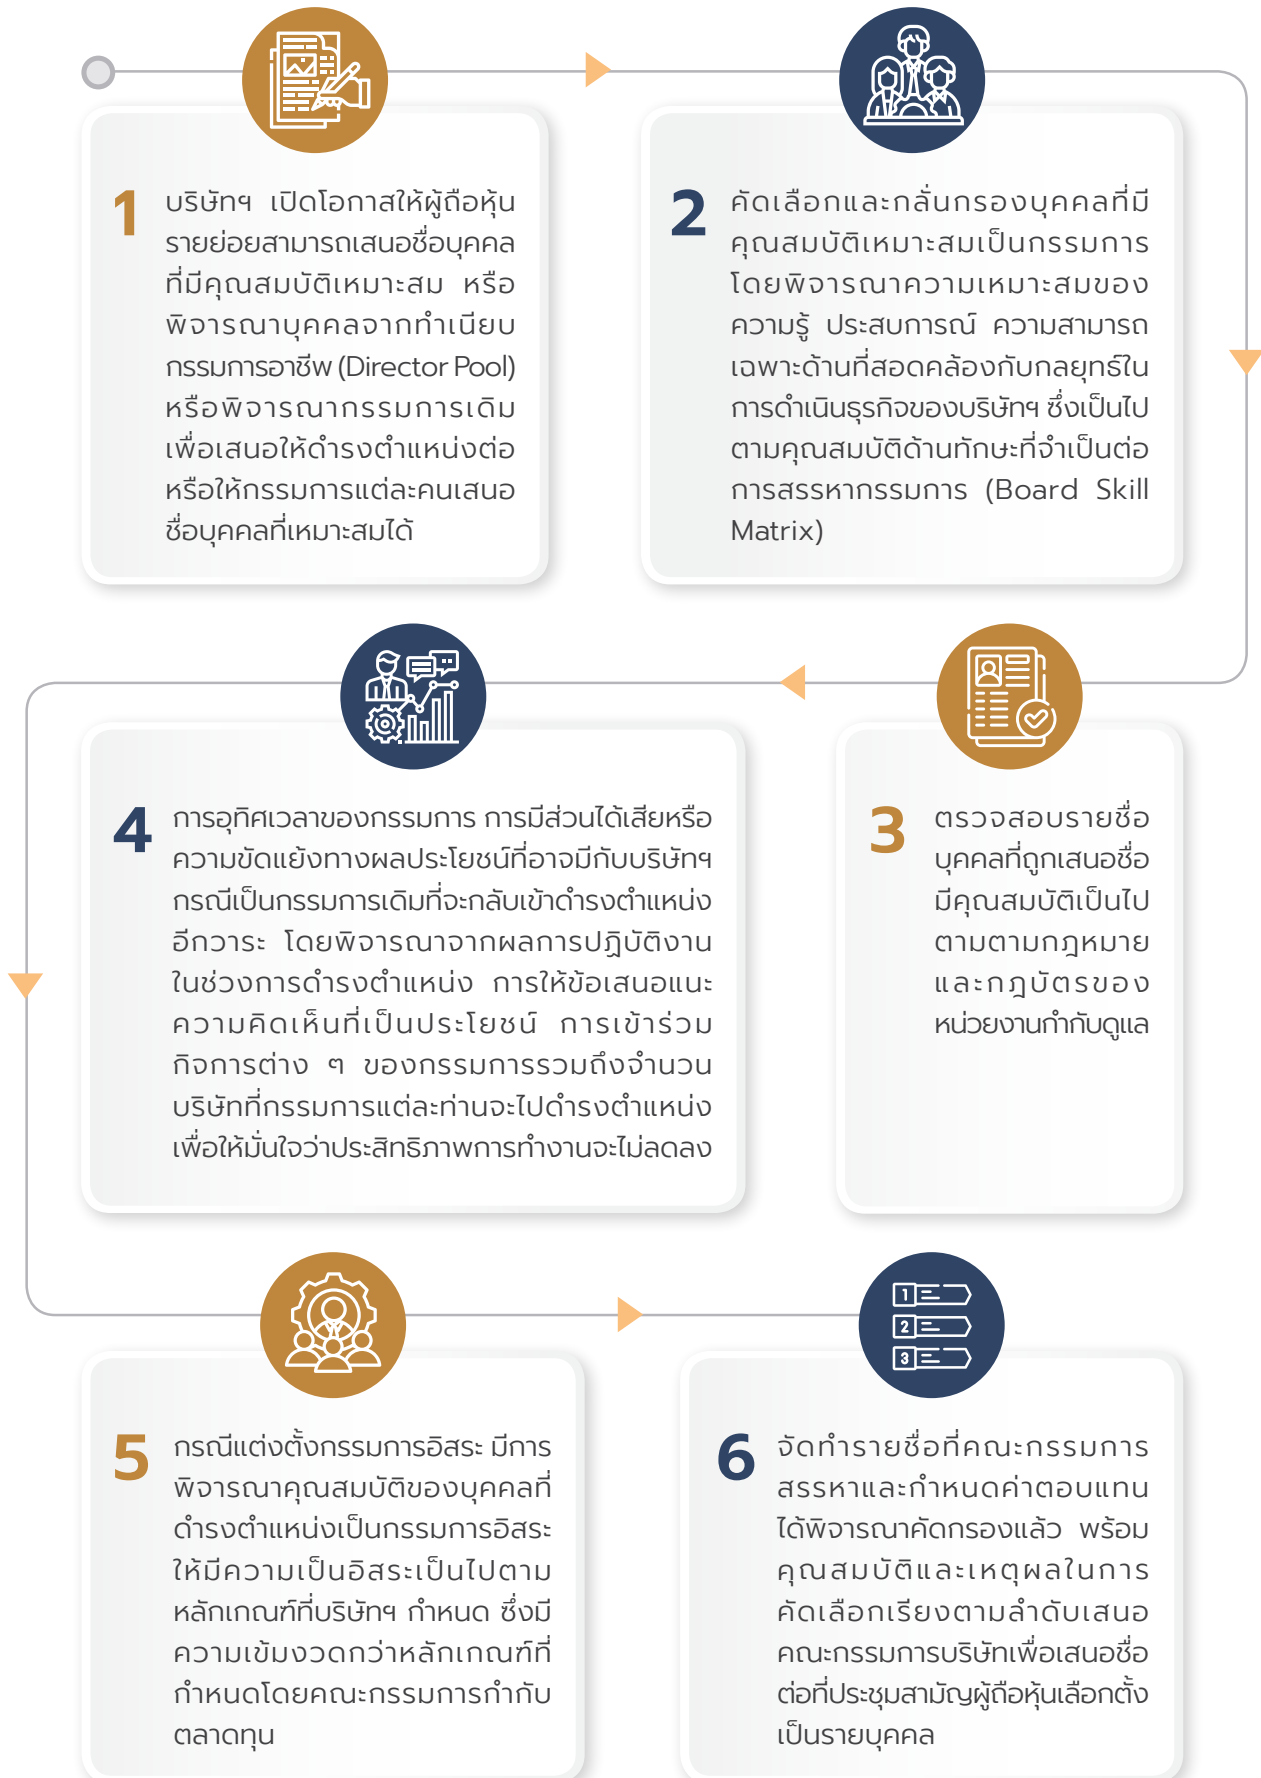 1
บริษัทฯ เปิดโอกาสให้ผู้ถือหุ้น
รายย่อยสามารถเสนอชื่อบุคคล
ที่มีคุณสมบัติเหมาะสม หรือ
พิจารณาบุคคลจากทำเนียบ
กรรมการอาชีพ (Director Pool)
หรือพิจารณากรรมการเดิม
เพื่อเสนอให้ดำรงตำแหน่งต่อ
หรือให้กรรมการแต่ละคนเสนอ
ชื่อบุคคลที่เหมาะสมได้
2
คัดเลือกและกลั่นกรองบุคคลที่มี
คุณสมบัติเหมาะสมเป็นกรรมการ
โดยพิจารณาความเหมาะสมของ
ความรู้ ประสบการณ์ ความสามารถ
เฉพาะด้านที่สอดคล้องกับกลยุทธ์ใน
การดำเนินธุรกิจของบริษัทฯ ซึ่งเป็นไป
ตามคุณสมบัติด้านทักษะที่จำเป็นต่อ
การสรรหากรรมการ (Board Skill
Matrix)
3
ตรวจสอบรายชื่อ
บุคคลที่ถูกเสนอชื่อ
มีคุณสมบัติเป็นไป
ตามตามกฎหมาย
และกฎบัตรของ
หน่วยงานกำกับดูแล
4
การอุทิศเวลาของกรรมการ การมีส่วนได้เสียหรือ
ความขัดแย้งทางผลประโยชน์ที่อาจมีกับบริษัทฯ
กรณีเป็นกรรมการเดิมที่จะกลับเข้าดำรงตำแหน่ง
อีกวาระ โดยพิจารณาจากผลการปฏิบัติงาน
ในช่วงการดำรงตำแหน่ง การให้ข้อเสนอแนะ
ความคิดเห็นที่เป็นประโยชน์ การเข้าร่วม
กิจการต่าง ๆ ของกรรมการรวมถึงจำนวน
บริษัทที่กรรมการแต่ละท่านจะไปดำรงตำแหน่ง
เพื่อให้มั่นใจว่าประสิทธิภาพการทำงานจะไม่ลดลง
5
กรณีแต่งตั้งกรรมการอิสระ มีการ
พิจารณาคุณสมบัติของบุคคลที่
ดำรงตำแหน่งเป็นกรรมการอิสระ
ให้มีความเป็นอิสระเป็นไปตาม
หลักเกณฑ์ที่บริษัทฯ กำหนด ซึ่งมี
ความเข้มงวดกว่าหลักเกณฑ์ที่
กำหนดโดยคณะกรรมการกำกับ
ตลาดทุน
1
2
3
6
จัดทำรายชื่อที่คณะกรรมการ
สรรหาและกำหนดค่าตอบแทน
ได้พิจารณาคัดกรองแล้ว พร้อม
คุณสมบัติและเหตุผลในการ
คัดเลือกเรียงตามลำดับเสนอ
คณะกรรมการบริษัทเพื่อเสนอชื่อ
ต่อที่ประชุมสามัญผู้ถือหุ้นเลือกตั้ง
เป็นรายบุคคล